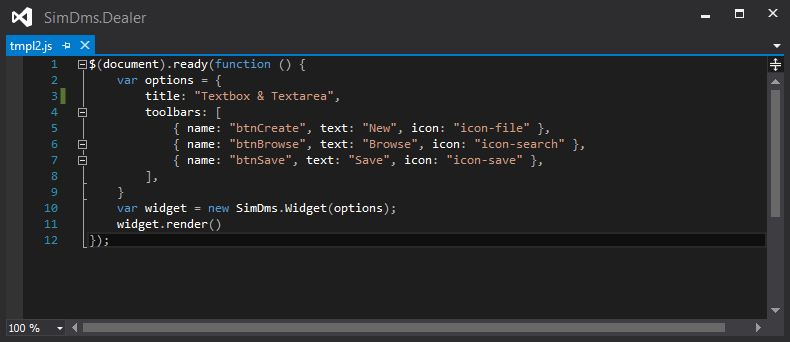 SimDms.Dealer
tmpl2.js
1 $(document).ready(function () {
2     var options = {
3         title: "Textbox & Textarea",
4         toolbars: [
5             { name: "btnCreate", text: "New", icon: "icon-file" },
6             { name: "btnBrowse", text: "Browse", icon: "icon-search" },
7             { name: "btnSave", text: "Save", icon: "icon-save" },
8         ],
9     }
10     var widget = new SimDms.Widget(options);
11     widget.render()
12 });
100 %